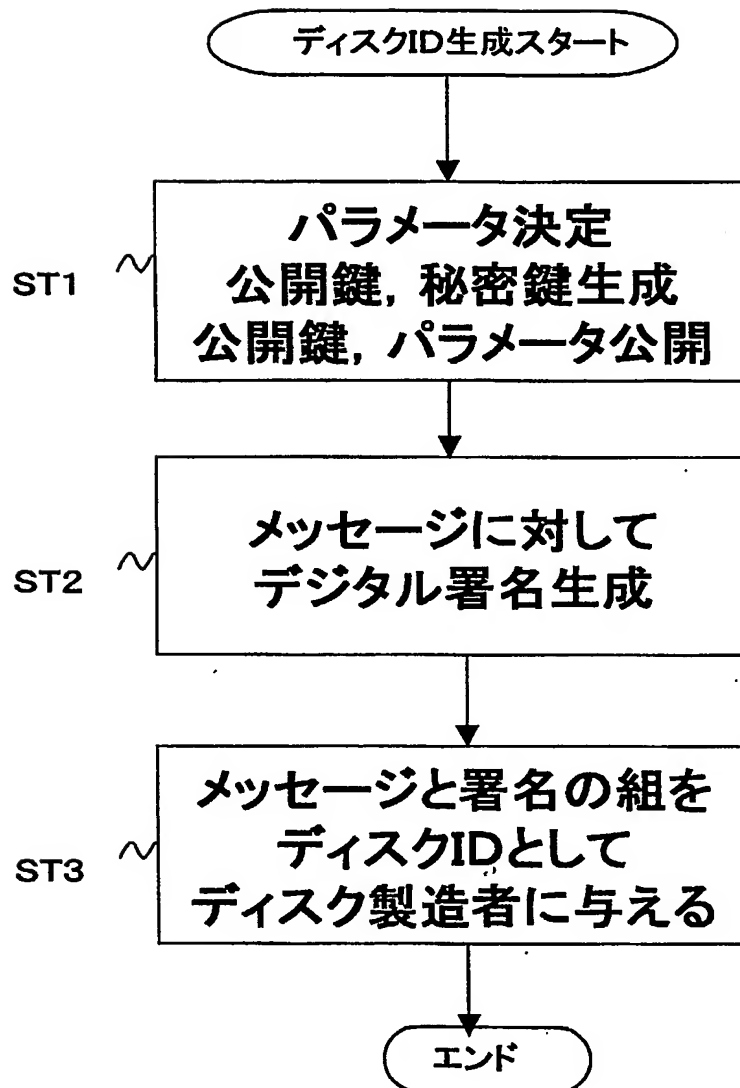 ディスクID生成スタート
ST1
パラメータ決定
公開鍵, 秘密鍵生成
公開鍵, パラメータ公開
ST2
メッセージに対して
デジタル署名生成
ST3
メッセージと署名の組を
ディスクIDとして
ディスク製造者に与える
エンド